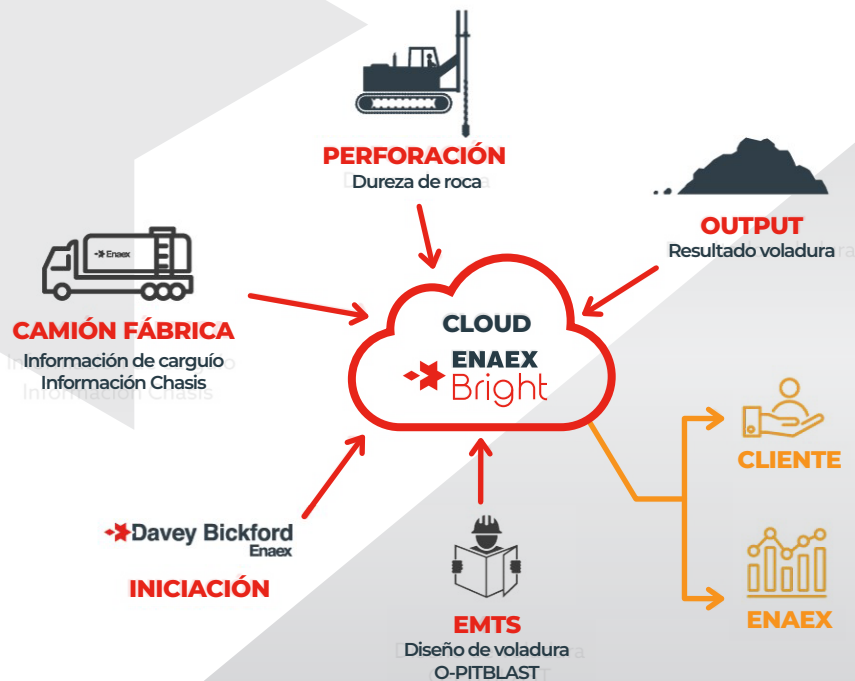 PERFORACIÓN
Dureza de roca
OUTPUT
Resultado voladura
Enaex
CAMIÓN FÁBRICA
Información de carguío
Información Chasis
CLOUD
ENAEX
Bright
CLIENTE
Davey Bickford
Enaex
INICIACIÓN
EMTS
Diseño de voladura
O-PITBLAST
ENAEX